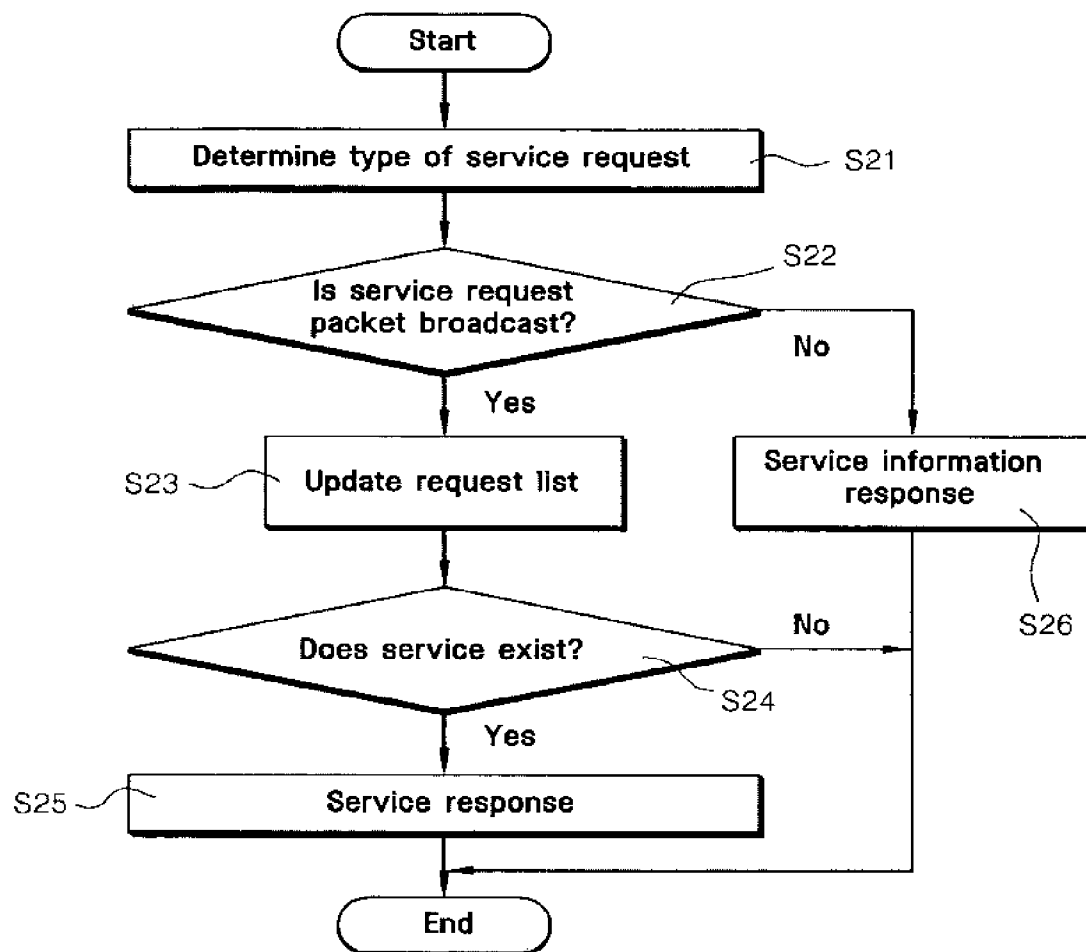 Start
Determine type of service request
S21
S22
Is service request
packet broadcast?
No
Yes
S23
Update request list
Service information
response
S26
Does service exist?
No
S24
Yes
S25
Service response
End